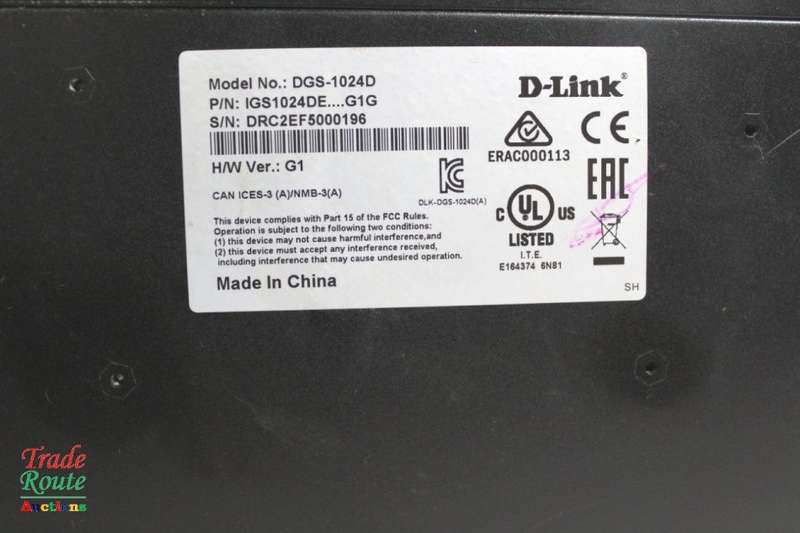 Model No.: DGS-1024D
P/N: IGS1024DE....G1G
S/N: DRC2EF5000196
H/W Ver.: G1
CAN ICES-3 (A)/NMB-3(A)
DLK-DGS-1024D(A)
This device complies with Part 15 of the FCC Rules.
Operation is subject to the following two conditions:
(1) this device may not cause harmful interference,and
(2) this device must accept any interference received,
including interference that may cause undesired operation.
Made In China
D-Link®
ERAC000113
CE
EAC
C UL US
LISTED
I.T.E.
E164374 6N81
SH
Trade
Route
Auctions